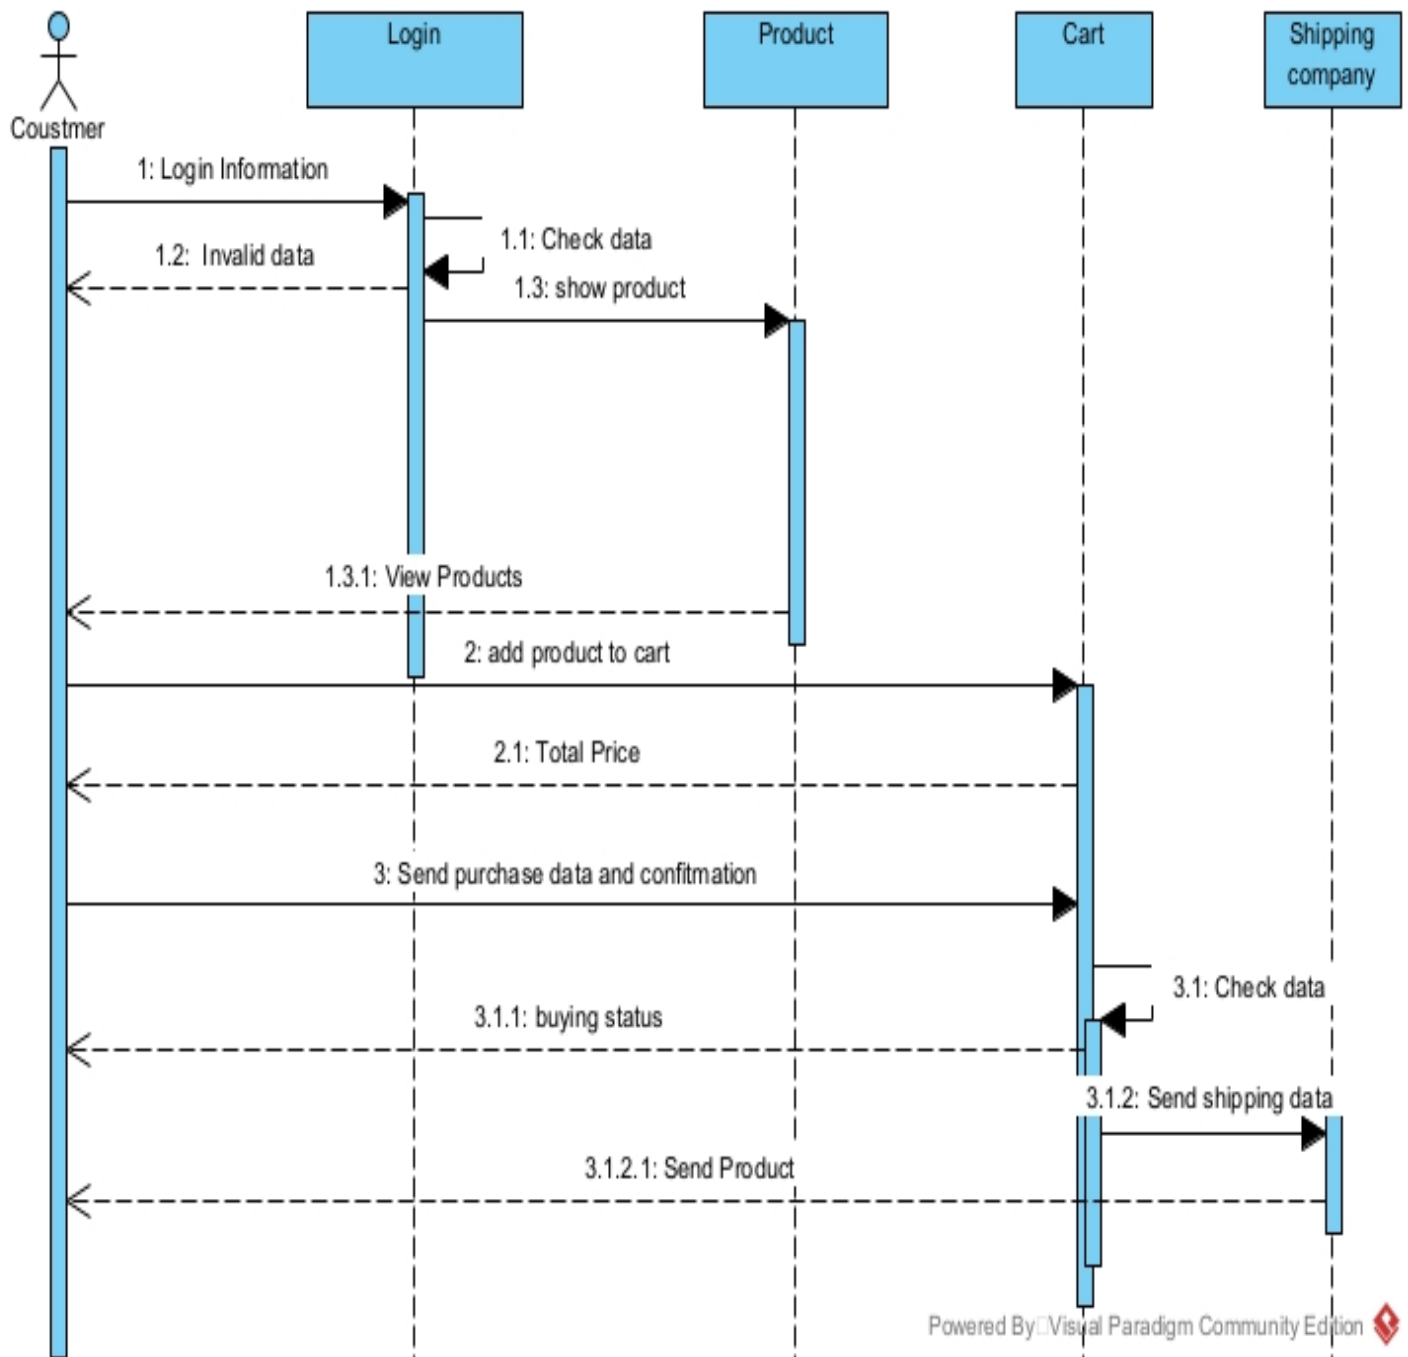 Login
Product
Cart
Shipping
company
Coustmer
1: Login Information
1.1: Check data
1.2:  Invalid data
1.3: show product
1.3.1: View Products
2: add product to cart
2.1: Total Price
3: Send purchase data and confitmation
3.1: Check data
3.1.1: buying status
3.1.2: Send shipping data
3.1.2.1: Send Product
Powered By Visual Paradigm Community Edition